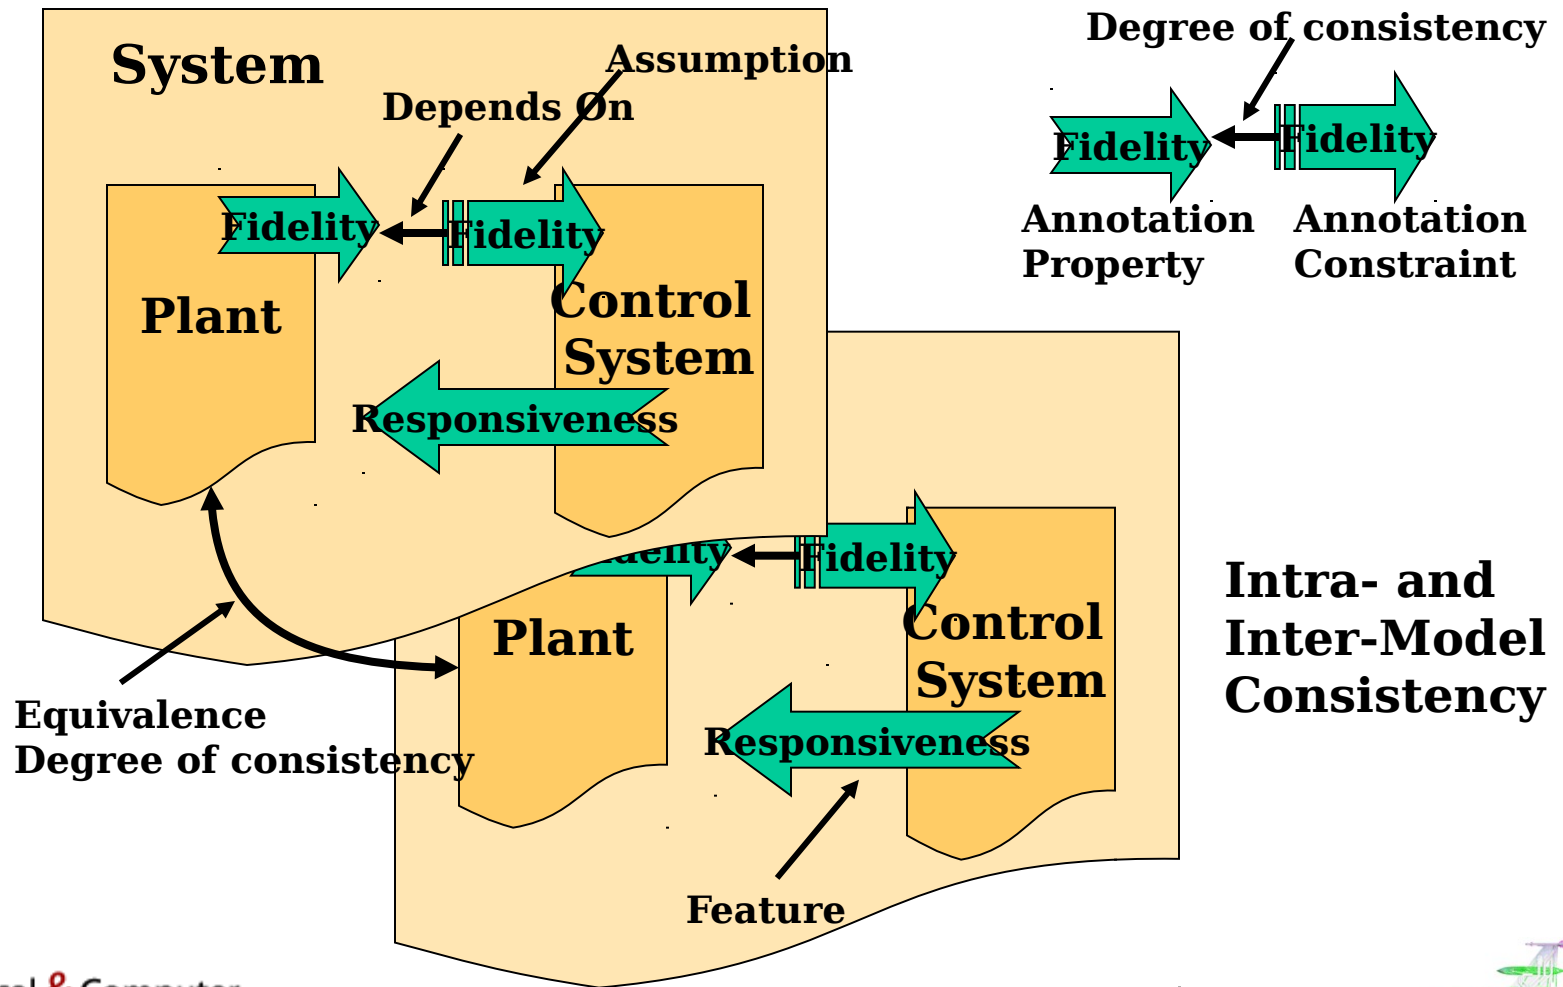 System
Assumption
Depends On
Fidelity
Fidelity
Plant
Control
System
Responsiveness
Degree of consistency
Fidelity
Fidelity
Annotation
Property
Annotation
Constraint
Fidelity
Plant
Control
System
Responsiveness
Equivalence
Degree of consistency
Feature
Intra- and
Inter-Model
Consistency
& Computer